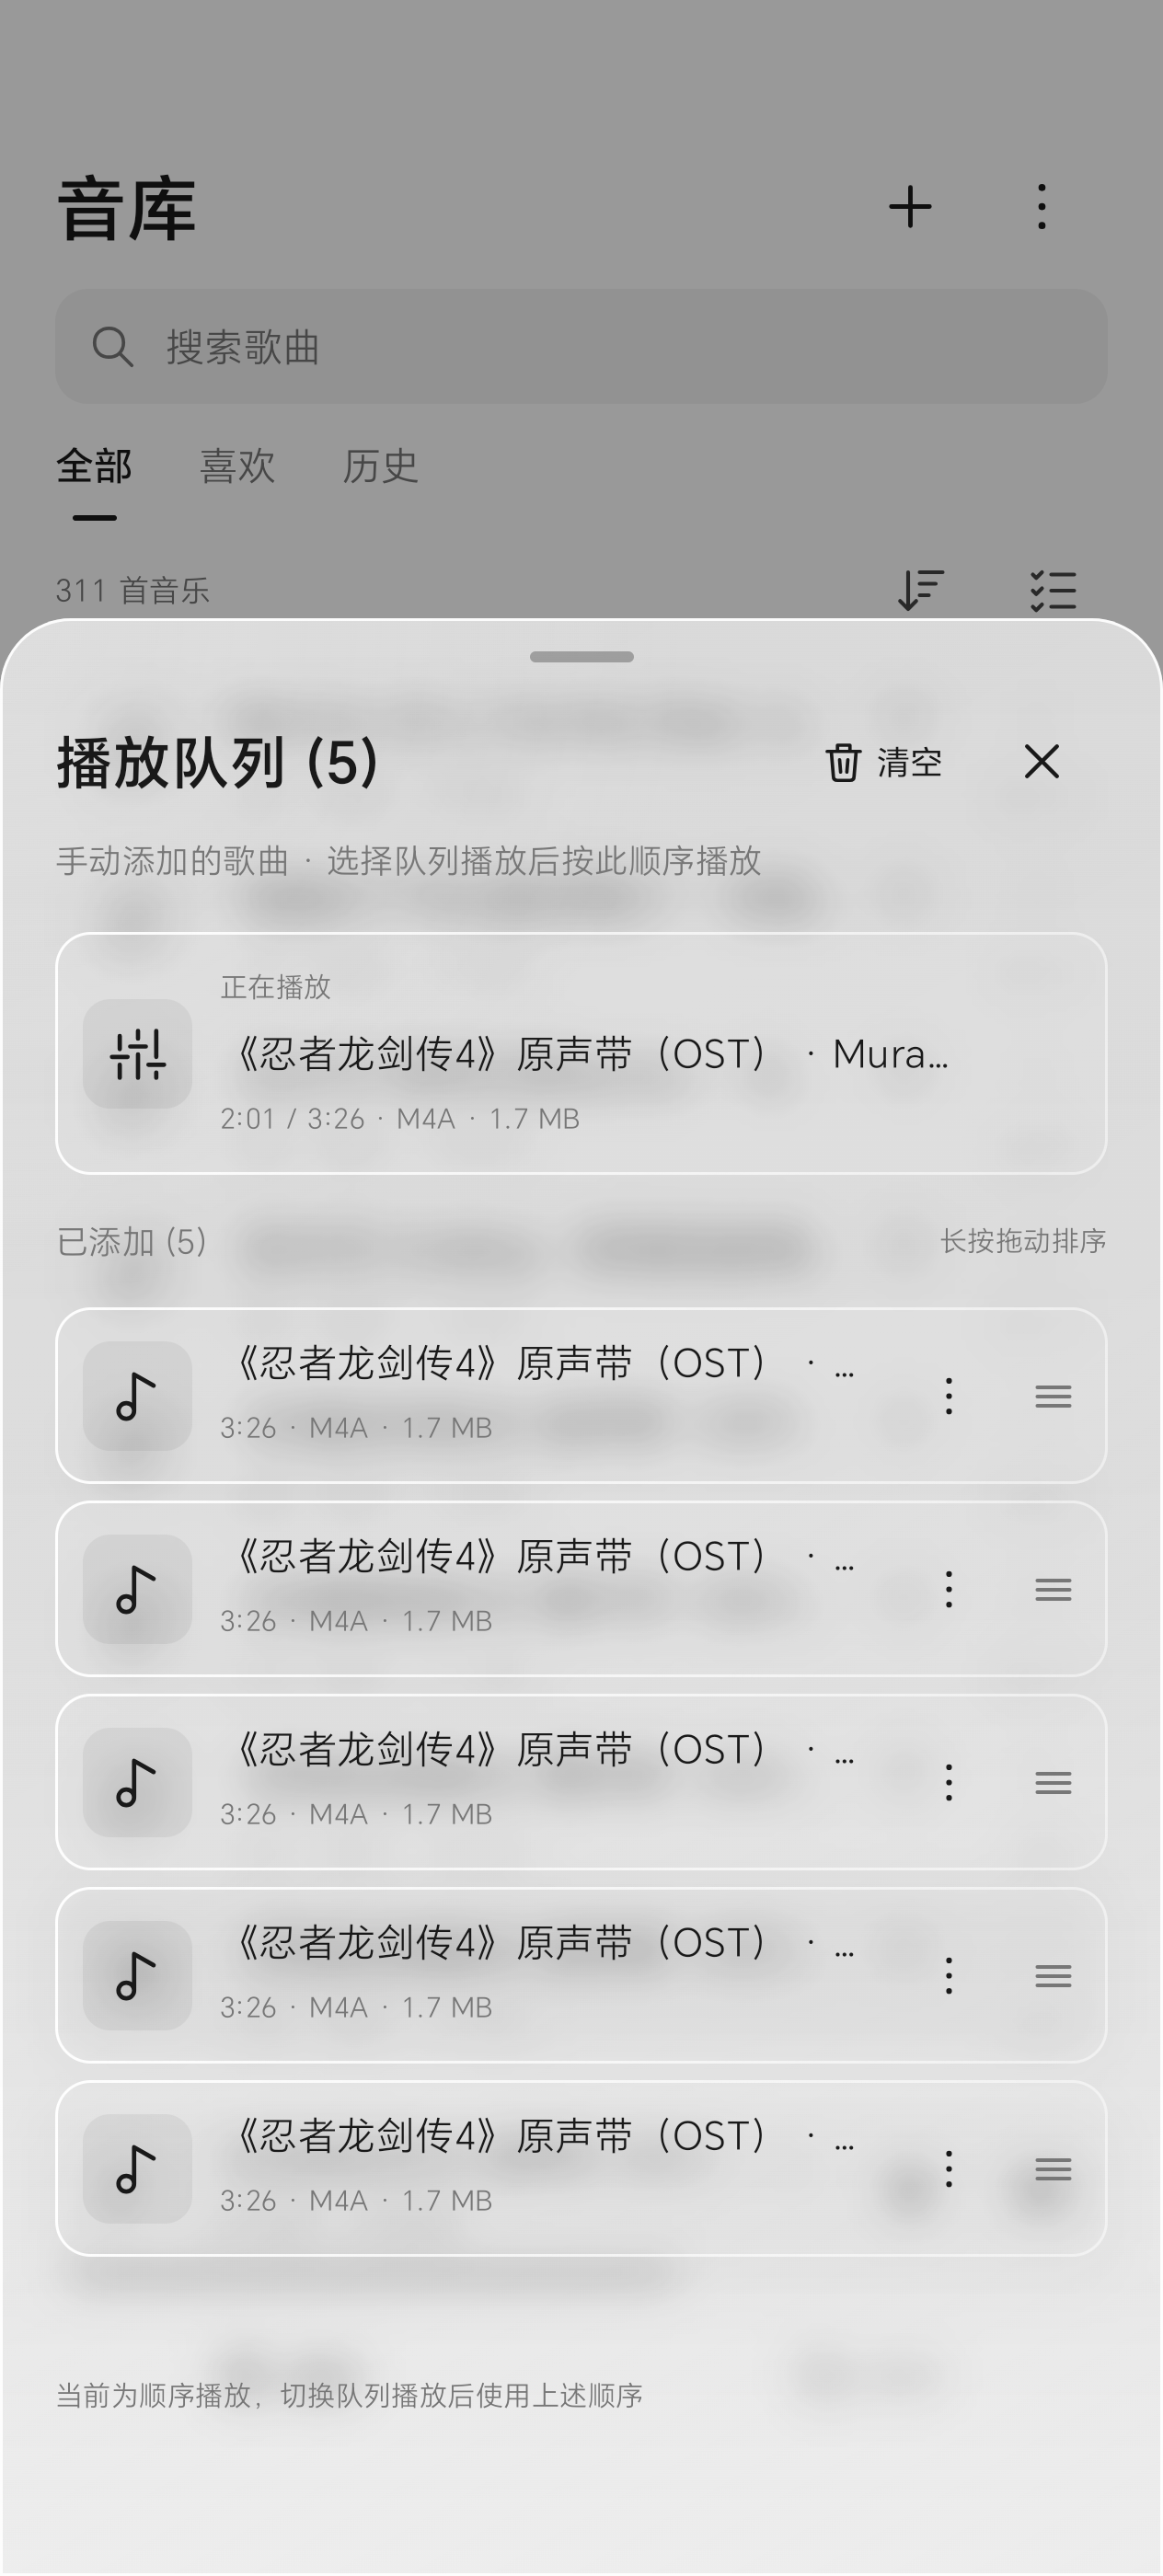 音库
搜索歌曲
全部 喜欢 历史
311 首音乐
播放队列 (5) 清空
手动添加的歌曲 · 选择队列播放后按此顺序播放
正在播放
《忍者龙剑传4》原声带（OST） · Mura...
2:01 / 3:26 · M4A · 1.7 MB
已添加 (5) 长按拖动排序
《忍者龙剑传4》原声带（OST） · ...
3:26 · M4A · 1.7 MB
《忍者龙剑传4》原声带（OST） · ...
3:26 · M4A · 1.7 MB
《忍者龙剑传4》原声带（OST） · ...
3:26 · M4A · 1.7 MB
《忍者龙剑传4》原声带（OST） · ...
3:26 · M4A · 1.7 MB
《忍者龙剑传4》原声带（OST） · ...
3:26 · M4A · 1.7 MB
当前为顺序播放，切换队列播放后使用上述顺序